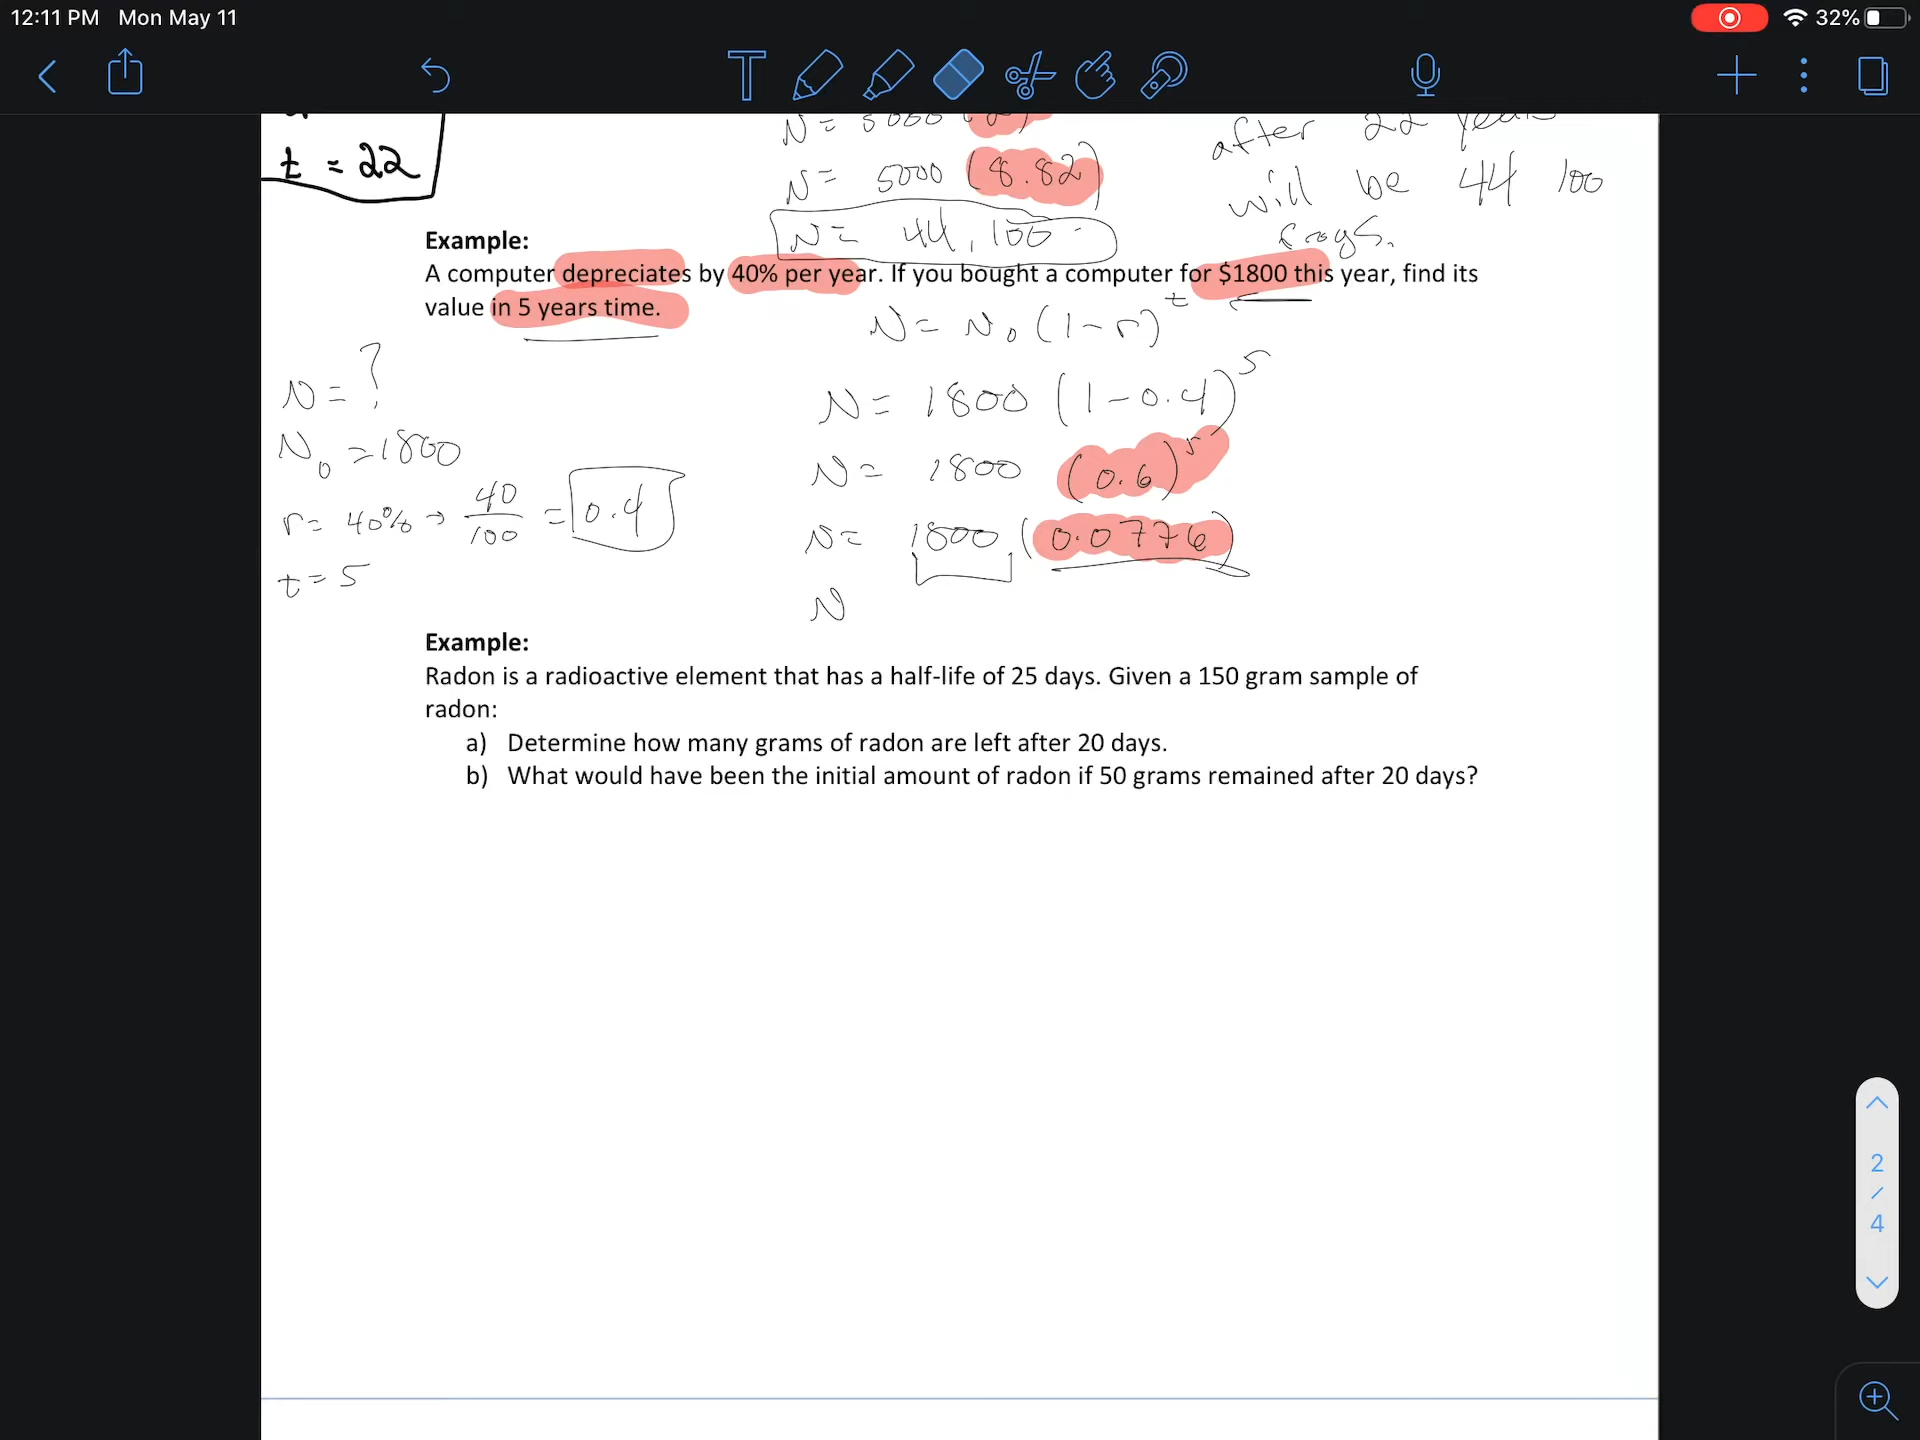 12:11 PM Mon May 11
32%
t = 22
N = 5000
N = 5000 (8.82)
N = 44,100
after 22 years
will be 44 100
frogs.
Example:
A computer depreciates by 40% per year. If you bought a computer for $1800 this year, find its
value in 5 years time.
N = N₀ (1-r)ᵗ
N = ?
N₀ = 1800
r = 40% → 40/100 = 0.4
t = 5
N = 1800 (1-0.4)⁵
N = 1800 (0.6)⁵
N = 1800 (0.0776)
N
Example:
Radon is a radioactive element that has a half-life of 25 days. Given a 150 gram sample of
radon:
a) Determine how many grams of radon are left after 20 days.
b) What would have been the initial amount of radon if 50 grams remained after 20 days?
2
/
4